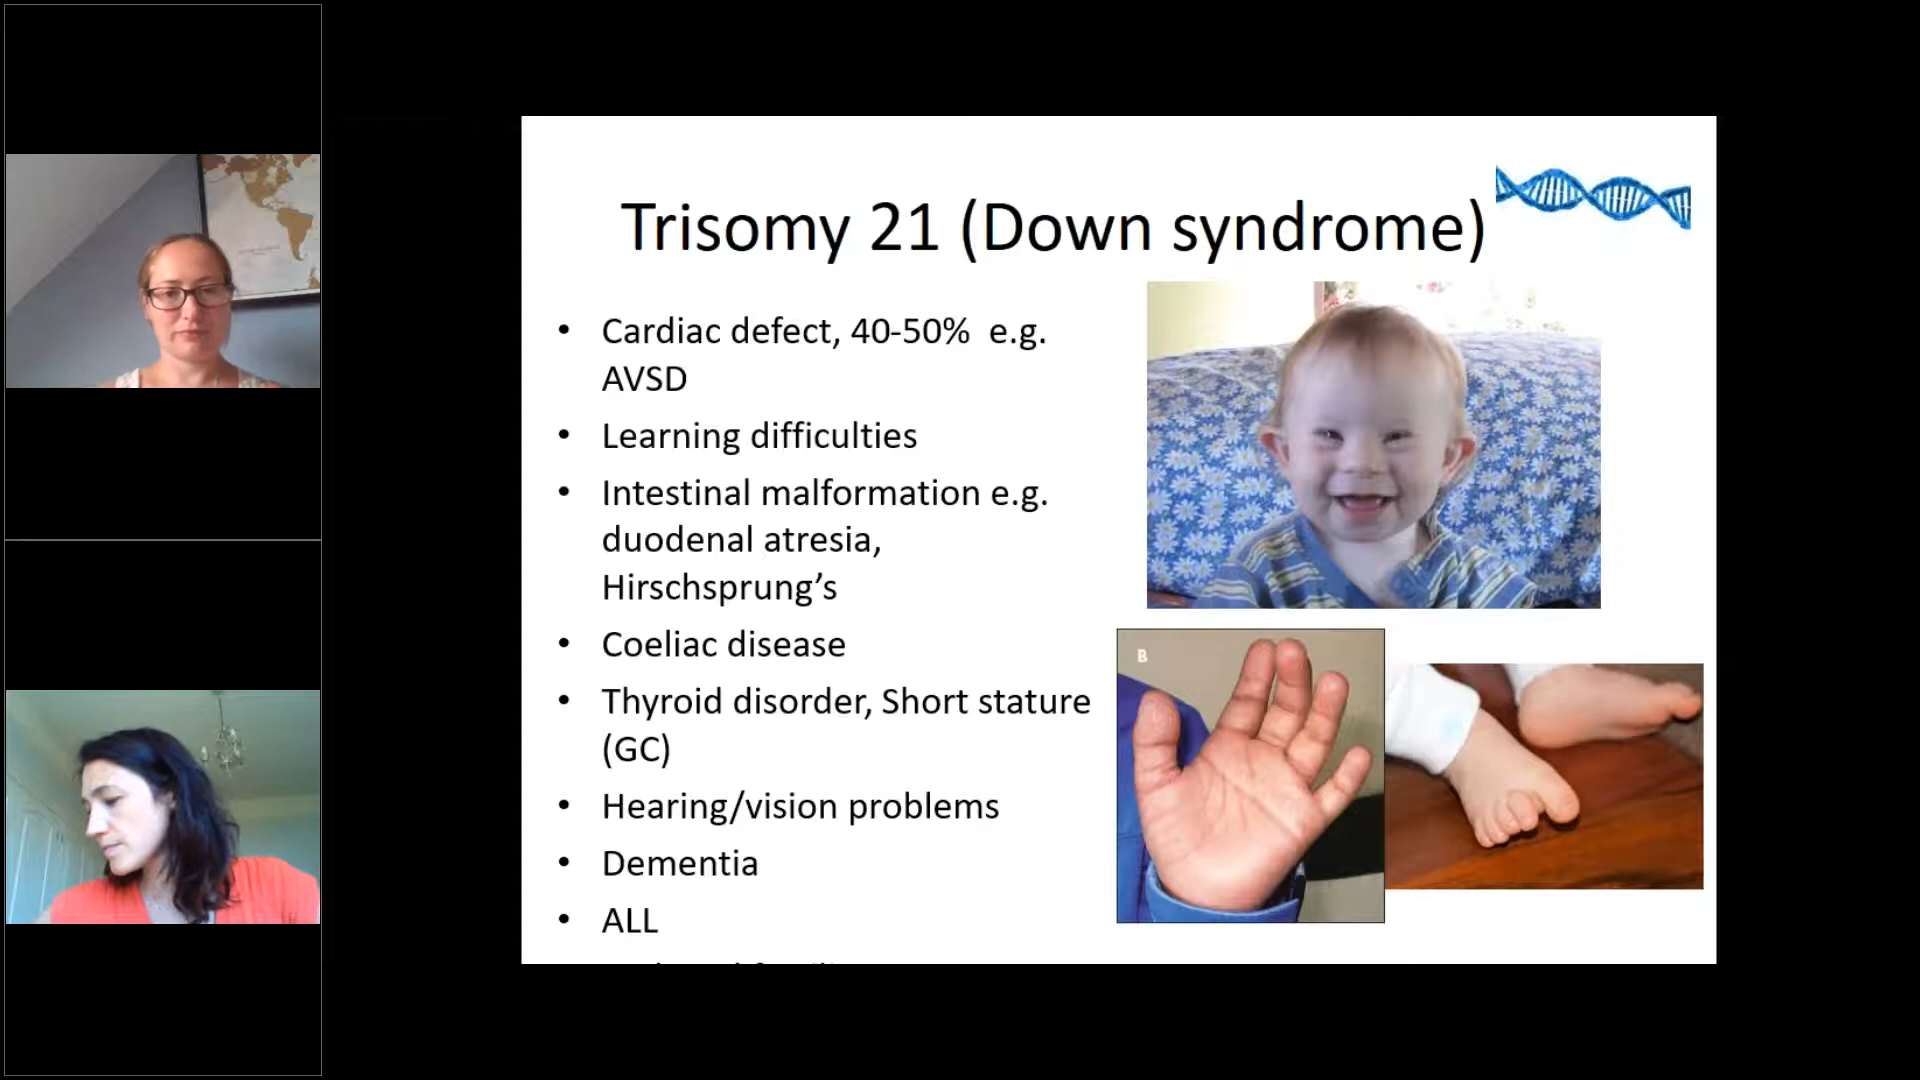 Trisomy 21 (Down syndrome)
• Cardiac defect, 40-50% e.g.
AVSD
• Learning difficulties
• Intestinal malformation e.g.
duodenal atresia,
Hirschsprung’s
• Coeliac disease
• Thyroid disorder, Short stature
(GC)
• Hearing/vision problems
• Dementia
• ALL
B